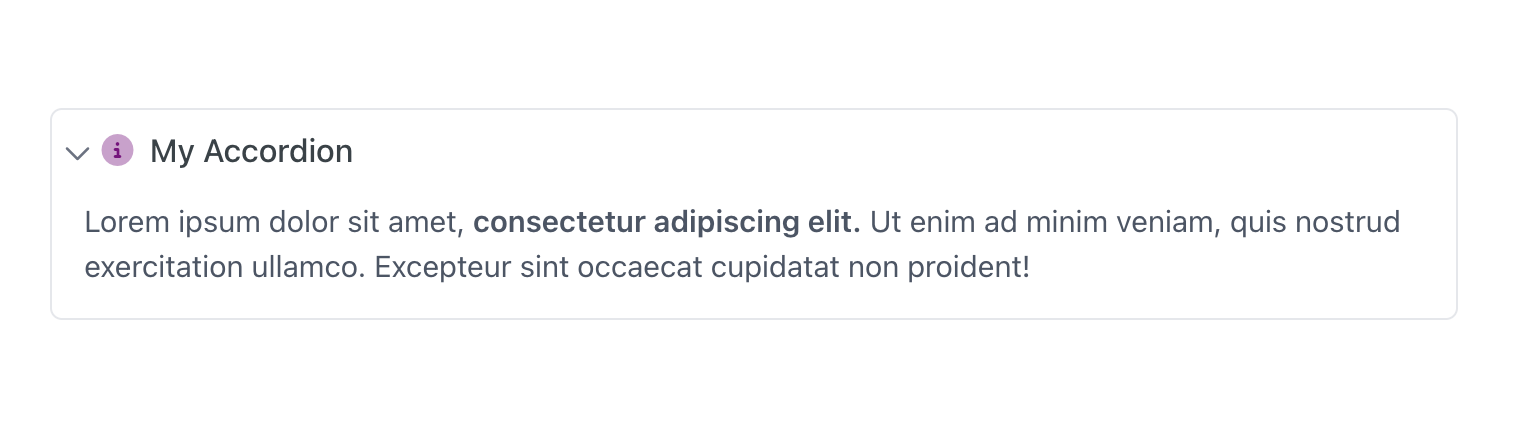 i My Accordion
Lorem ipsum dolor sit amet, consectetur adipiscing elit. Ut enim ad minim veniam, quis nostrud
exercitation ullamco. Excepteur sint occaecat cupidatat non proident!